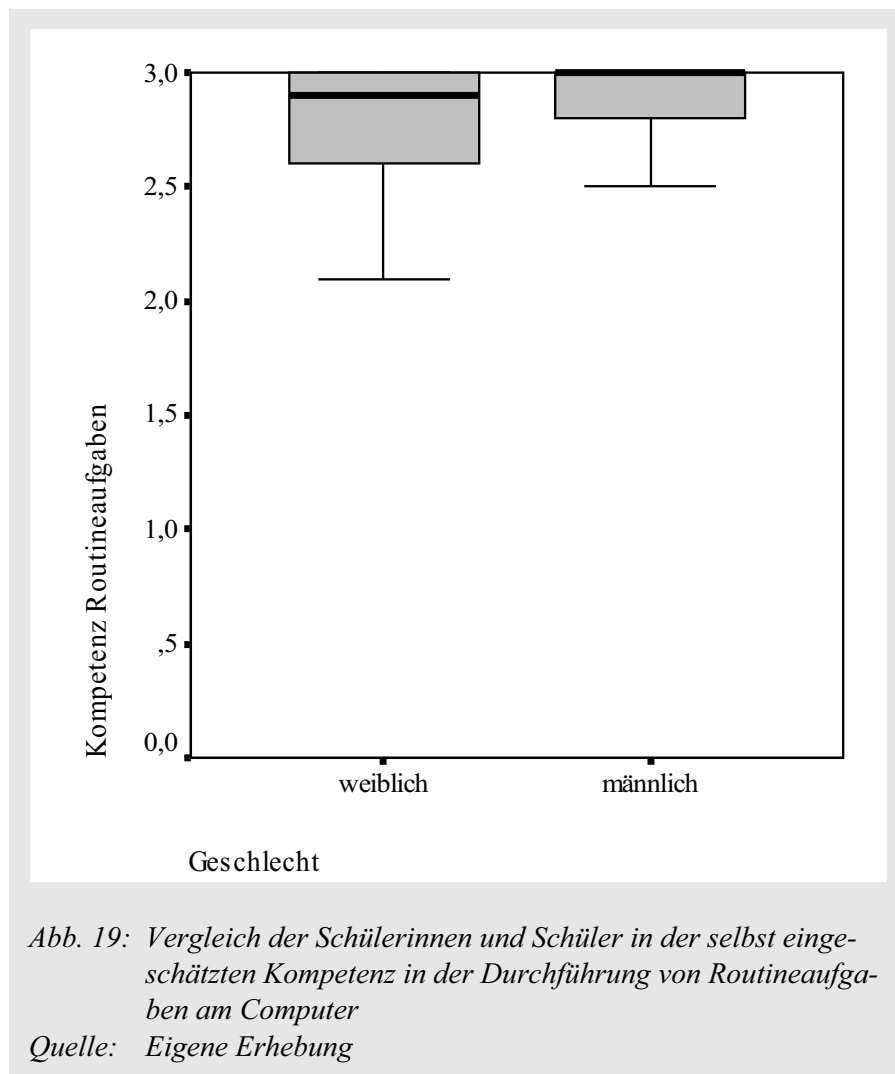 3,0
2,5
2,0
1,5
1,0
,5
0,0
Kompetenz Routineaufgaben
weiblich männlich
Geschlecht
Abb. 19: Vergleich der Schülerinnen und Schüler in der selbst einge-
schätzten Kompetenz in der Durchführung von Routineaufga-
ben am Computer
Quelle: Eigene Erhebung